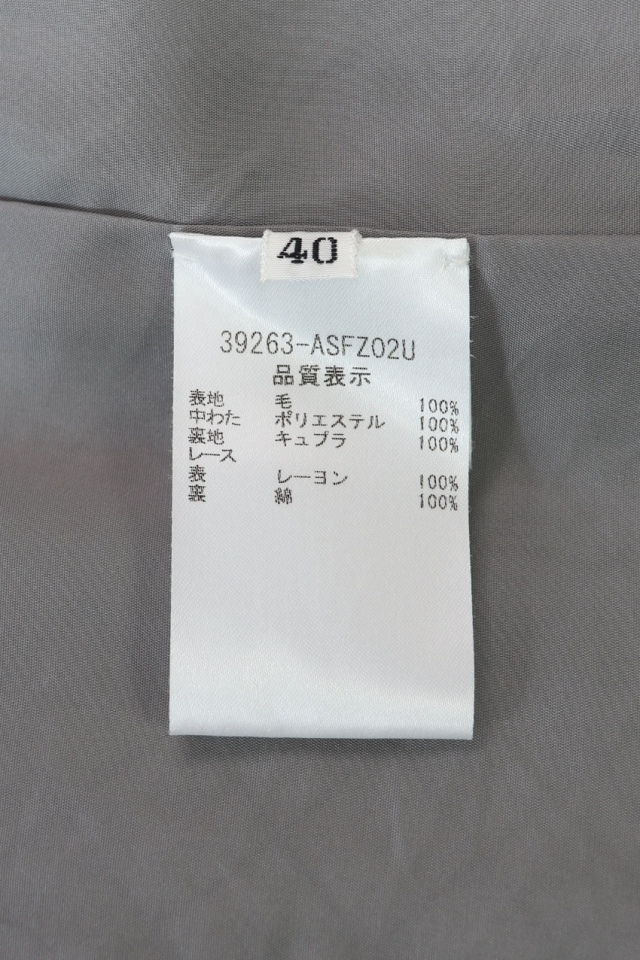 40
39263-ASFZ02U
品質表示
表地 毛 100%
中わた ポリエステル 100%
裏地 キュプラ 100%
レース
表 レーヨン 100%
裏 綿 100%